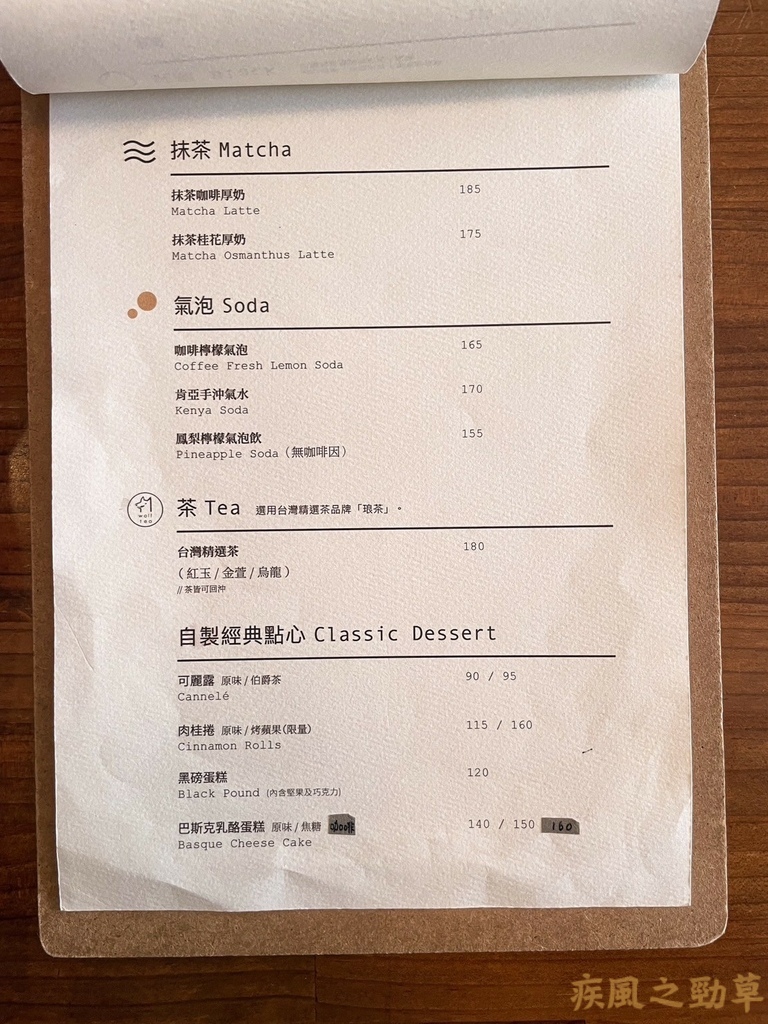 抹茶 Matcha
抹茶咖啡厚奶 185
Matcha Latte
抹茶桂花厚奶 175
Matcha Osmanthus Latte
氣泡 Soda
咖啡檸檬氣泡 165
Coffee Fresh Lemon Soda
肯亞手沖氣水 170
Kenya Soda
鳳梨檸檬氣泡飲 155
Pineapple Soda（無咖啡因）
wolf
tea
茶 Tea 選用台灣精選茶品牌「琅茶」。
台灣精選茶 180
（紅玉 / 金萱 / 烏龍）
// 茶皆可回沖
自製經典點心 Classic Dessert
可麗露 原味 / 伯爵茶 90 / 95
Cannelé
肉桂捲 原味 / 烤蘋果(限量) 115 / 160
Cinnamon Rolls
黑磅蛋糕 120
Black Pound (內含堅果及巧克力)
巴斯克乳酪蛋糕 原味 / 焦糖 咖啡 140 / 150 160
Basque Cheese Cake
疾風之勁草